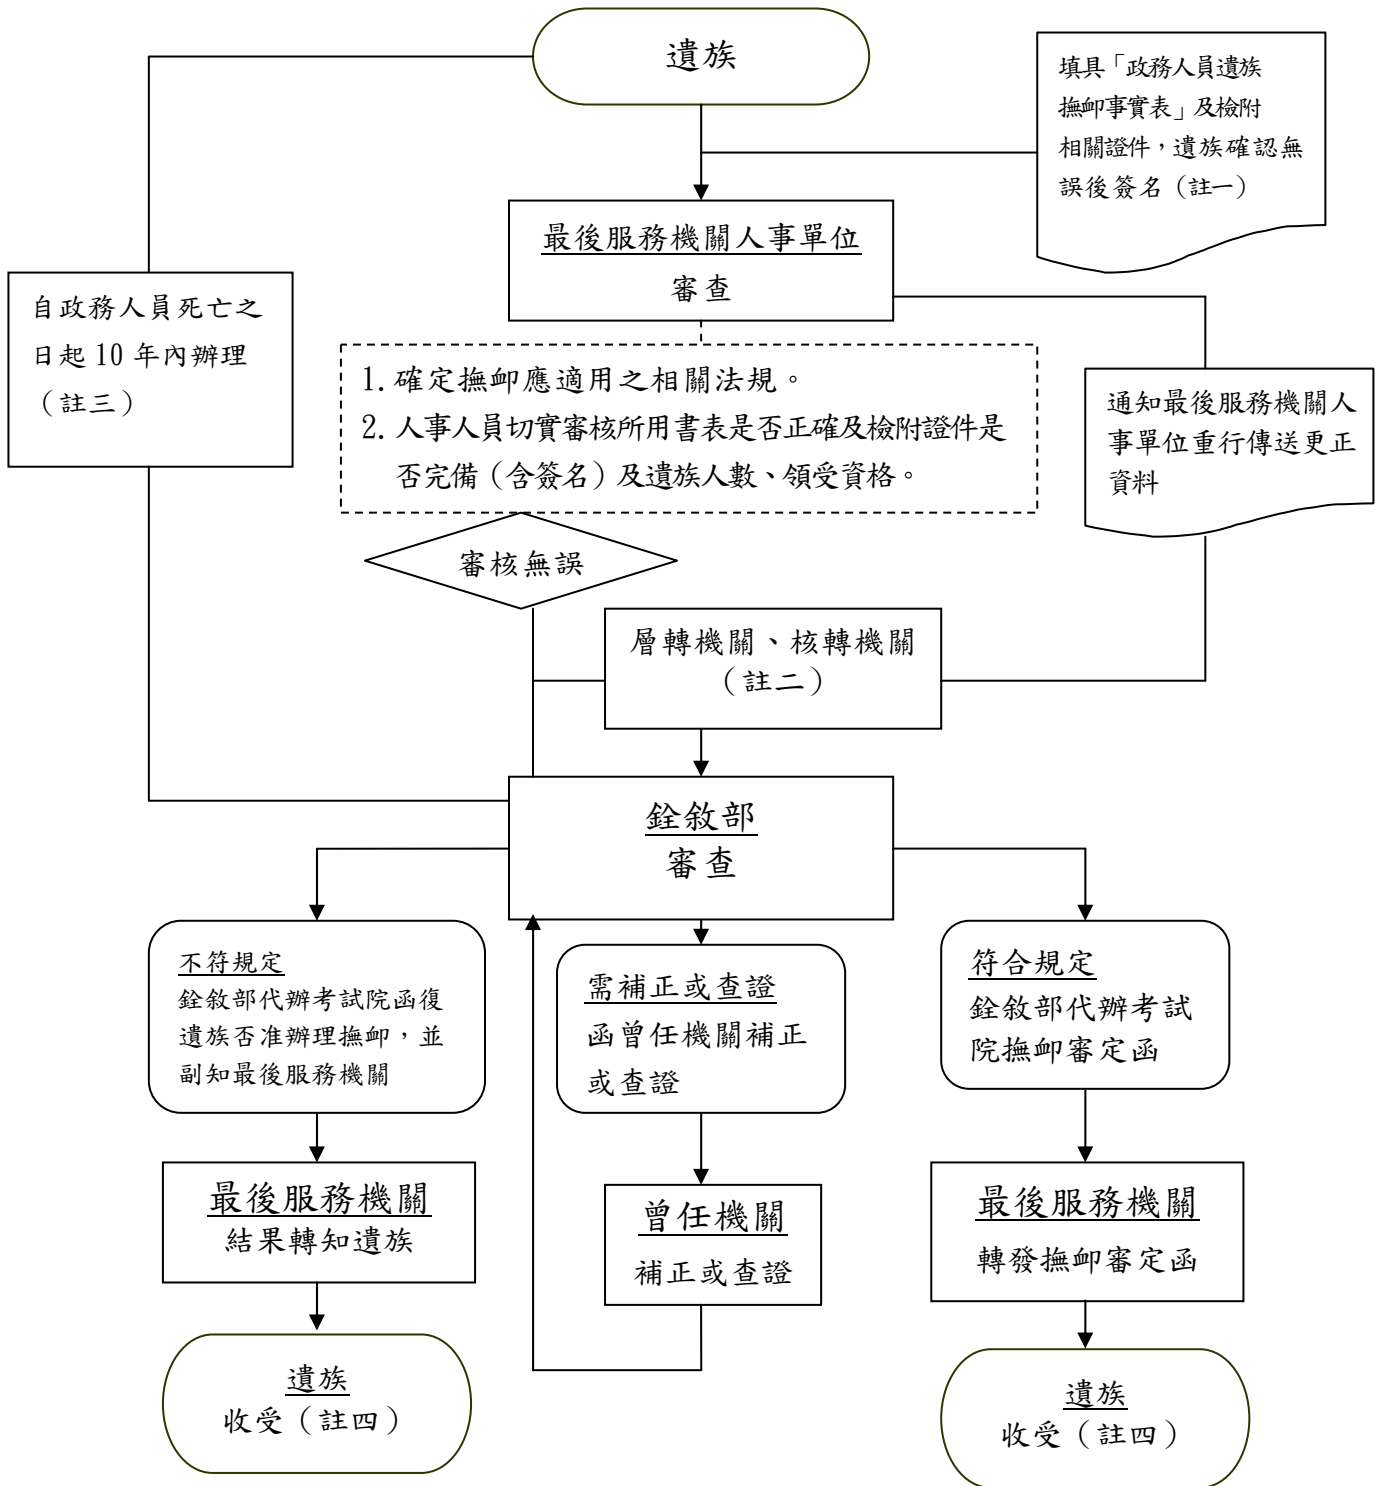 遺族
填具「政務人員遺族
撫卹事實表」及檢附
相關證件，遺族確認無
誤後簽名（註一）
最後服務機關人事單位
審查
自政務人員死亡之
日起 10 年內辦理
（註三）
1. 確定撫卹應適用之相關法規。
2. 人事人員切實審核所用書表是否正確及檢附證件是
否完備（含簽名）及遺族人數、領受資格。
通知最後服務機關人
事單位重行傳送更正
資料
審核無誤
層轉機關、核轉機關
（註二）
銓敘部
審查
不符規定
銓敘部代辦考試院函復
遺族否准辦理撫卹，並
副知最後服務機關
需補正或查證
函曾任機關補正
或查證
符合規定
銓敘部代辦考試
院撫卹審定函
最後服務機關
結果轉知遺族
曾任機關
補正或查證
最後服務機關
轉發撫卹審定函
遺族
收受（註四）
遺族
收受（註四）